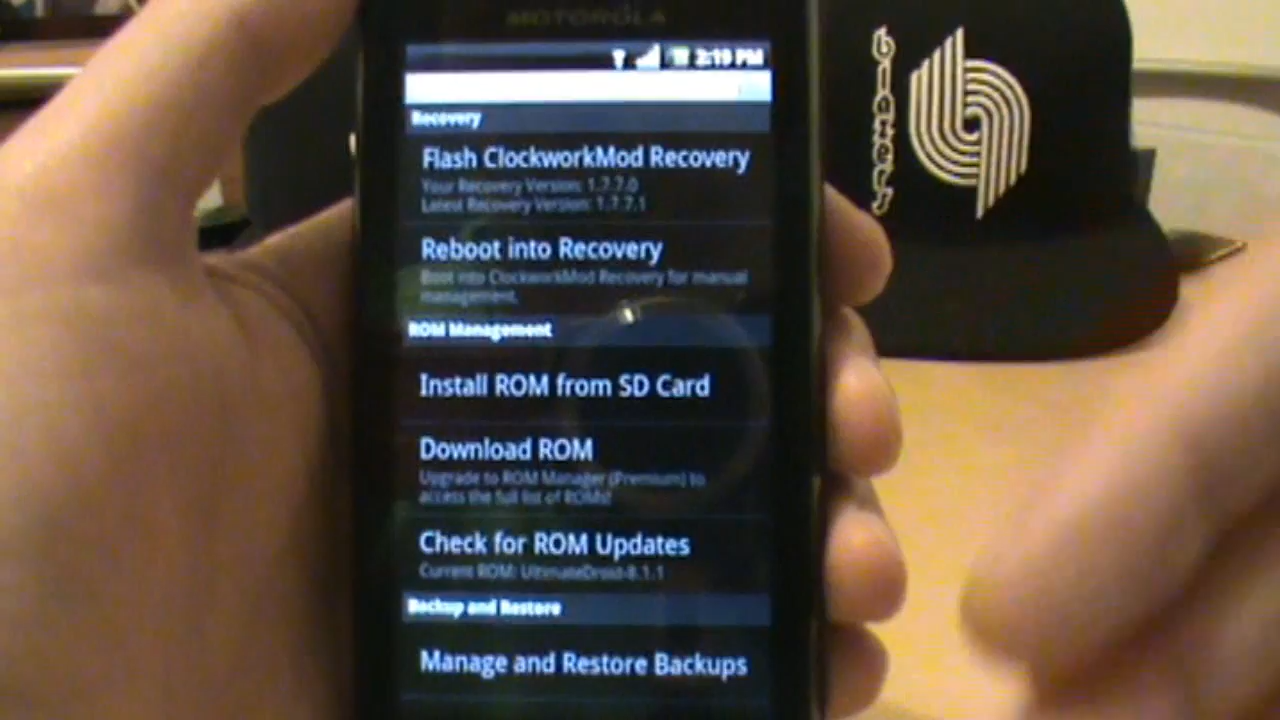 MOTOROLA
2:19 PM
Recovery
Flash ClockworkMod Recovery
Your Recovery Version: 1.7.7.0
Latest Recovery Version: 1.7.7.1
Reboot into Recovery
Boot into ClockworkMod Recovery for manual
management.
ROM Management
Install ROM from SD Card
Download ROM
Upgrade to ROM Manager (Premium) to
access the full list of ROMs!
Check for ROM Updates
Current ROM: UltimateDroid-8.1.1
Backup and Restore
Manage and Restore Backups
blazers